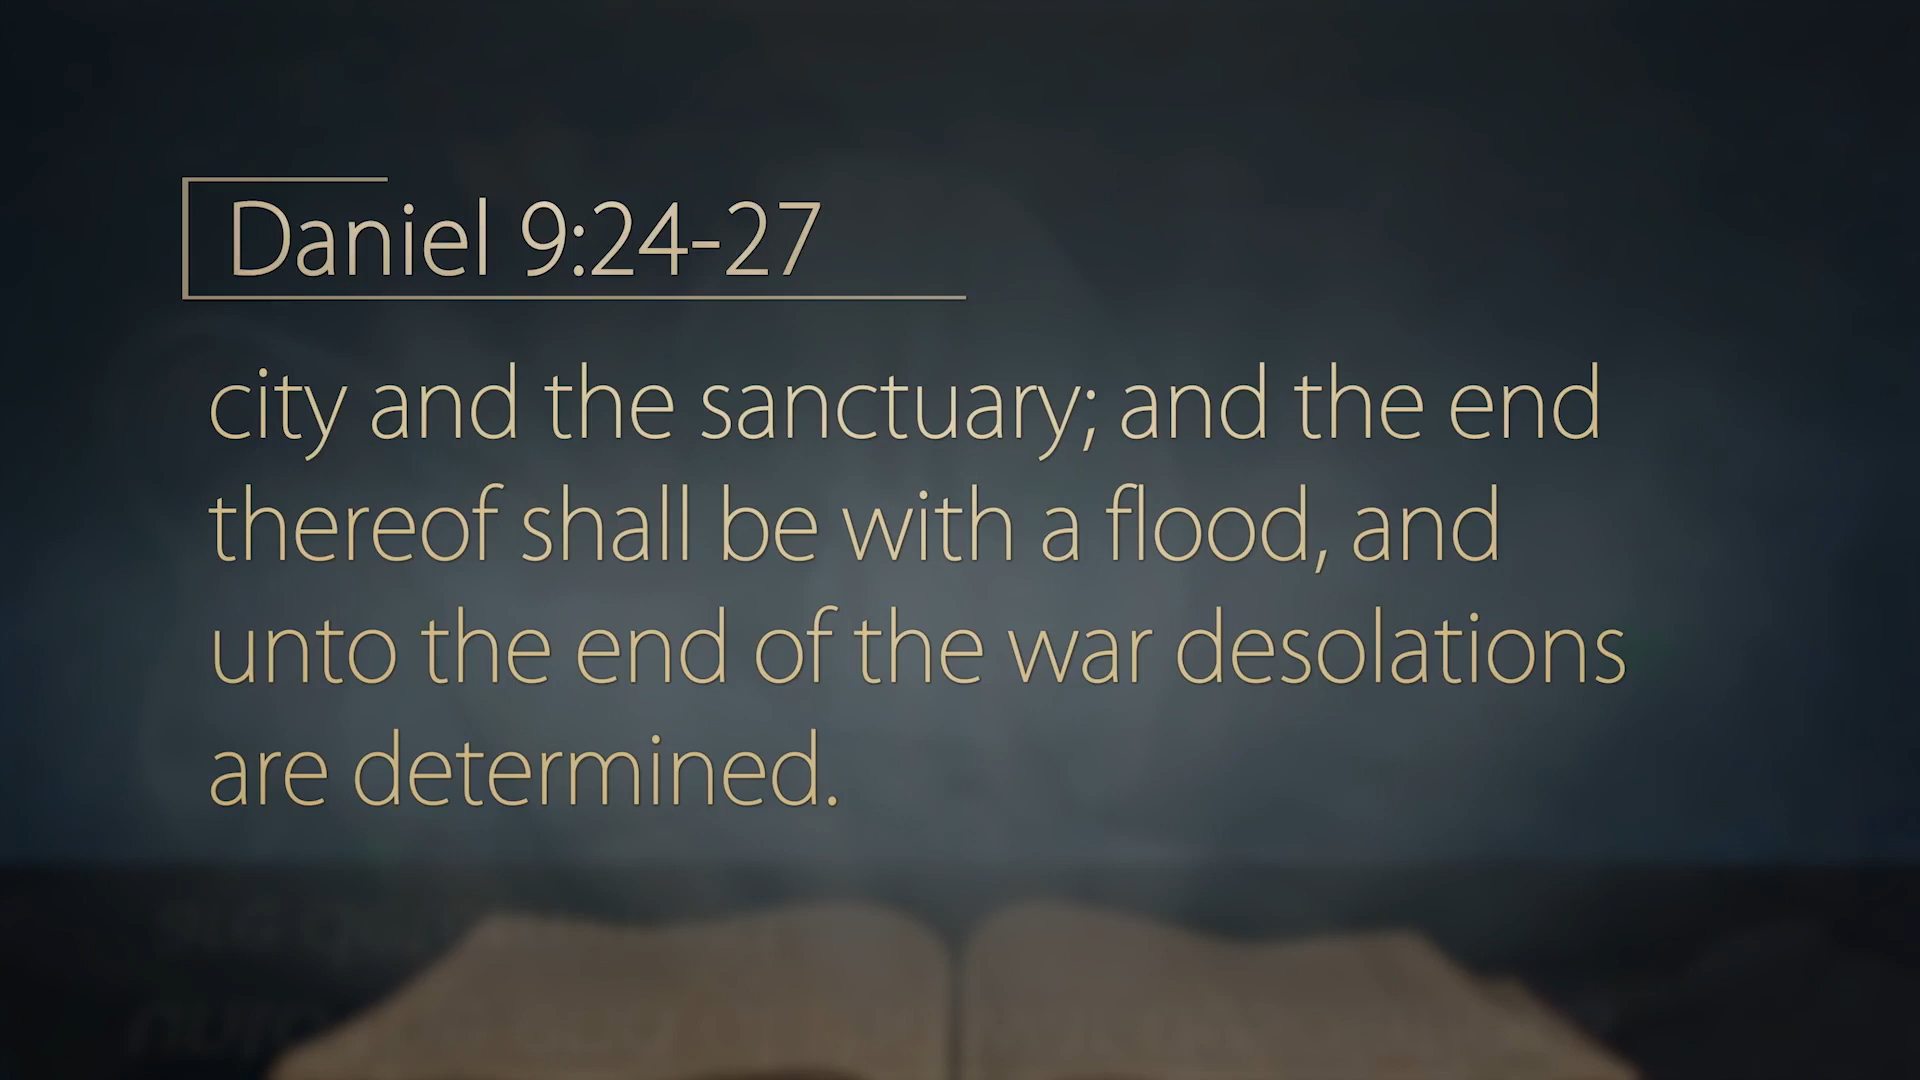 Daniel 9:24-27
city and the sanctuary; and the end
thereof shall be with a flood, and
unto the end of the war desolations
are determined.